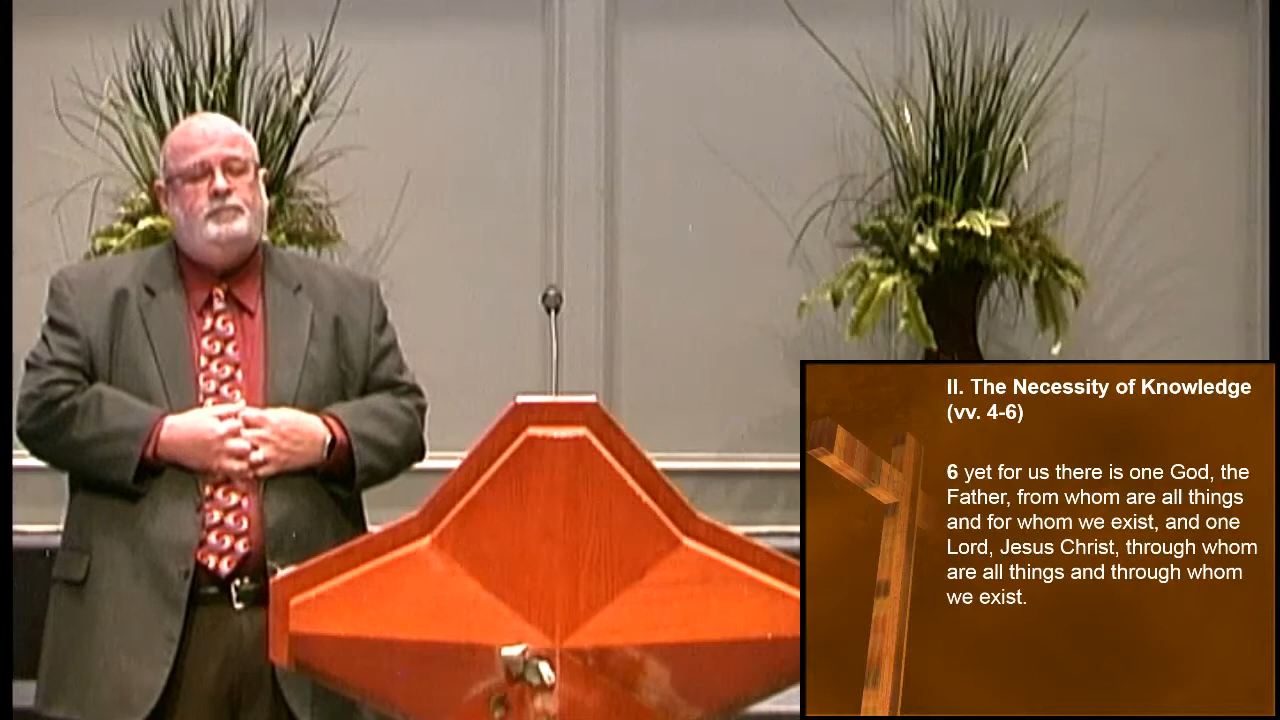 II. The Necessity of Knowledge
(vv. 4-6)
6 yet for us there is one God, the
Father, from whom are all things
and for whom we exist, and one
Lord, Jesus Christ, through whom
are all things and through whom
we exist.